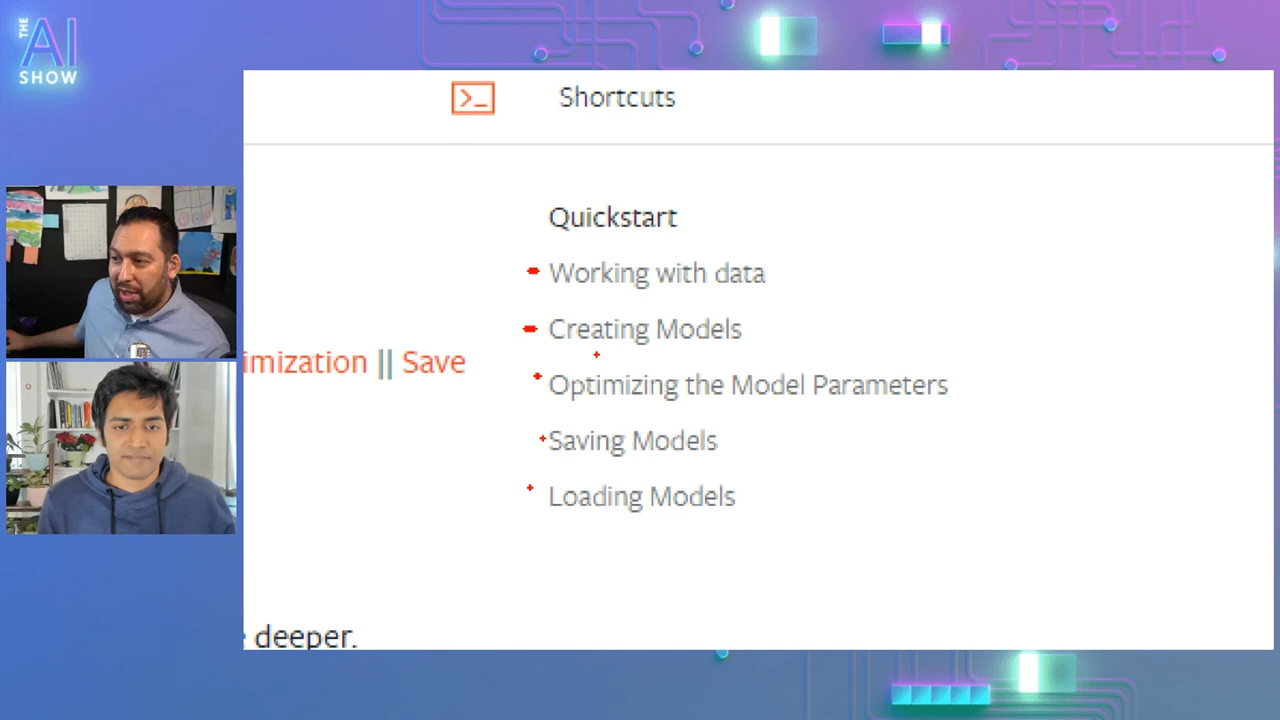 THE
AI
SHOW
>_ Shortcuts
Quickstart
Working with data
Creating Models
imization || Save
Optimizing the Model Parameters
Saving Models
Loading Models
deeper.